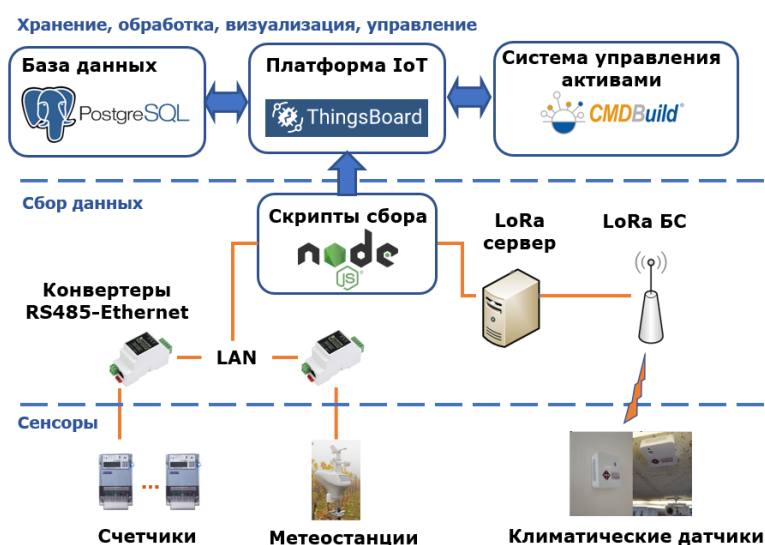 Хранение, обработка, визуализация, управление
База данных
PostgreSQL
Платформа IoT
ThingsBoard
Система управления
активами
CMDBuild®
Сбор данных
Скрипты сбора
node
JS®
LoRa
сервер
LoRa БС
Конвертеры
RS485-Ethernet
LAN
Сенсоры
...
Счетчики
Метеостанции
Климатические датчики